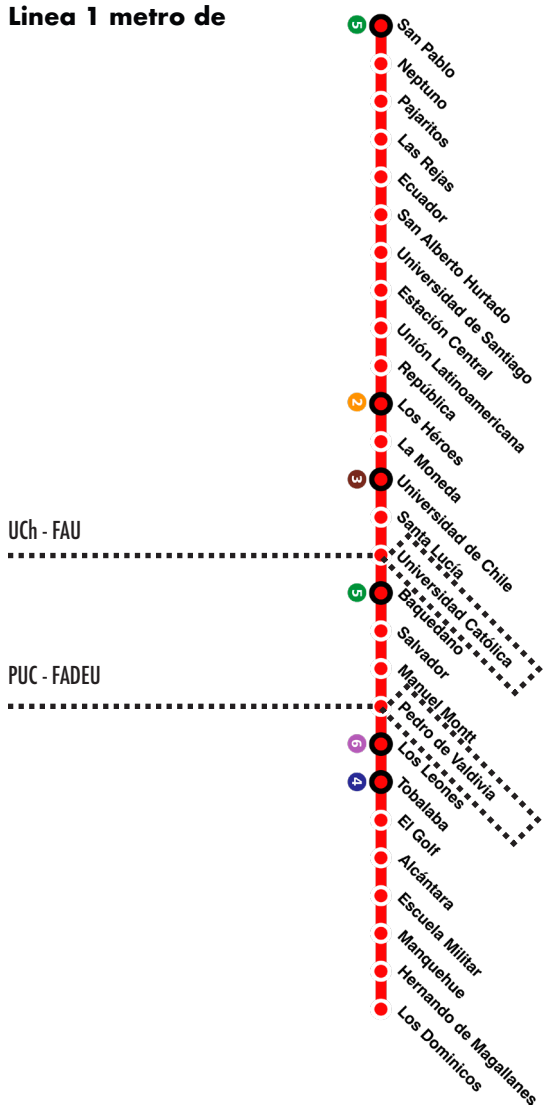 Linea 1 metro de
5
San Pablo
Neptuno
Pajaritos
Las Rejas
Ecuador
San Alberto Hurtado
Universidad de Santiago
Estación Central
Unión Latinoamericana
República
2
Los Héroes
La Moneda
3
Universidad de Chile
Santa Lucía
UCh - FAU
Universidad Católica
5
Baquedano
Salvador
Manuel Montt
PUC - FADEU
Pedro de Valdivia
6
Los Leones
4
Tobalaba
El Golf
Alcántara
Escuela Militar
Manquehue
Hernando de Magallanes
Los Dominicos